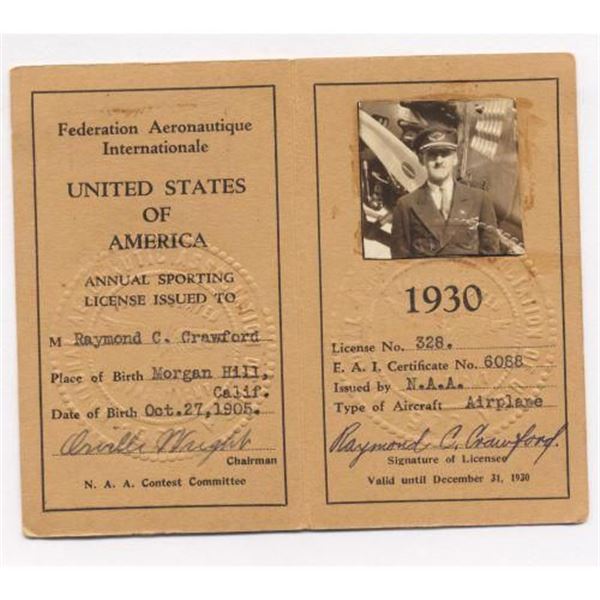 Federation Aeronautique
Internationale
UNITED STATES
OF
AMERICA
ANNUAL SPORTING
LICENSE ISSUED TO
M Raymond C. Crawford
Place of Birth Morgan Hill,
Calif.
Date of Birth Oct.27,1905.
Orville Wright
Chairman
N. A. A. Contest Committee
1930
License No. 328.
F. A. I. Certificate No. 6088
Issued by N.A.A.
Type of Aircraft Airplane
Raymond C. Crawford.
Signature of Licensee
Valid until December 31, 1930